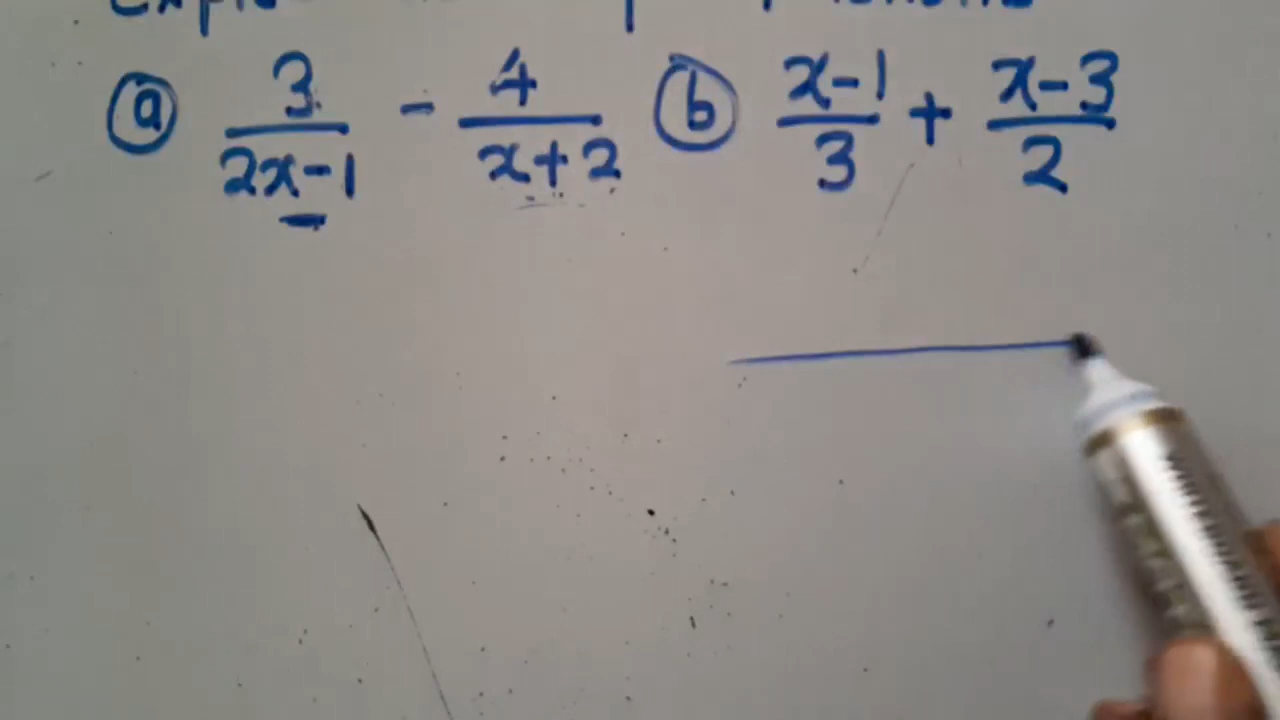 ⓐ 3/(2x-1) - 4/(x+2) ⓑ (x-1)/3 + (x-3)/2